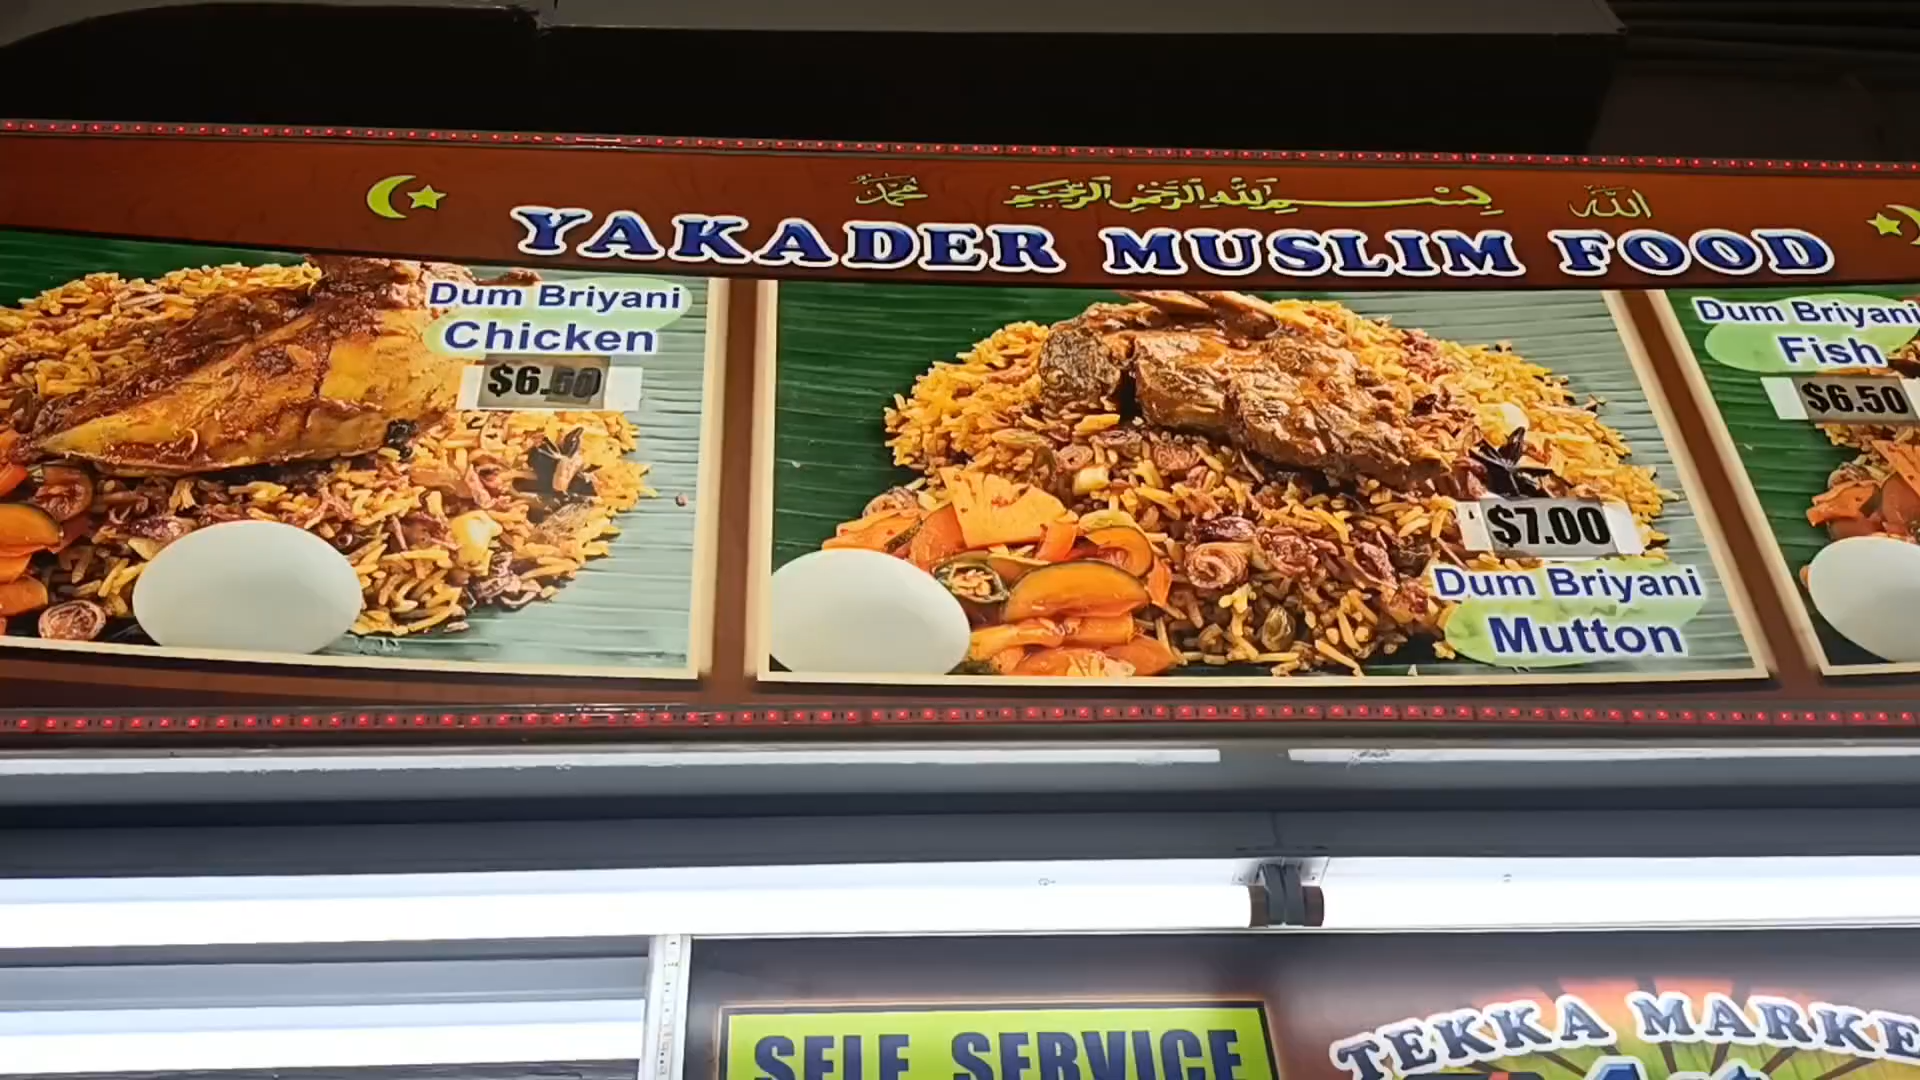 محمد بسم الله الرحمن الرحيم الله
YAKADER MUSLIM FOOD
Dum Briyani
Chicken
$6.50
$7.00
Dum Briyani
Mutton
Dum Briyani
Fish
$6.50
SELF SERVICE
TEKKA MARKE